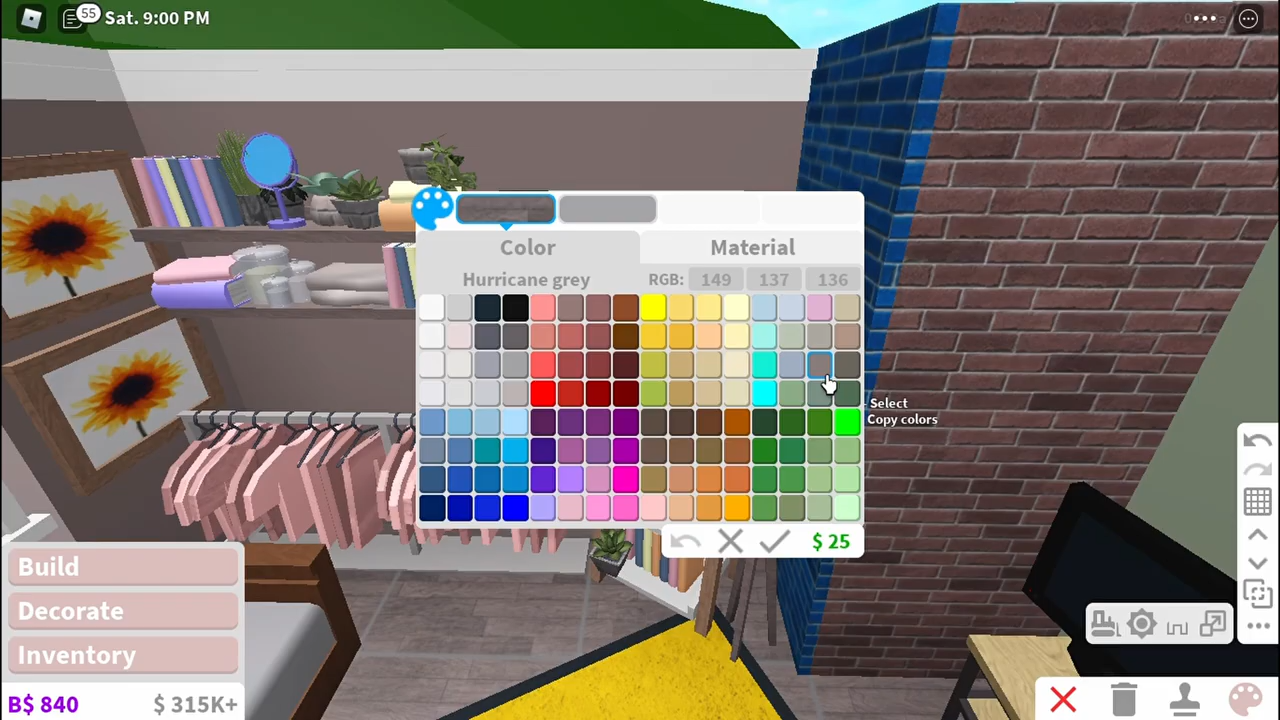 55
Sat. 9:00 PM
Color
Material
Hurricane grey
RGB: 149 137 136
Select
Copy colors
$ 25
Build
Decorate
Inventory
B$ 840
$ 315K+